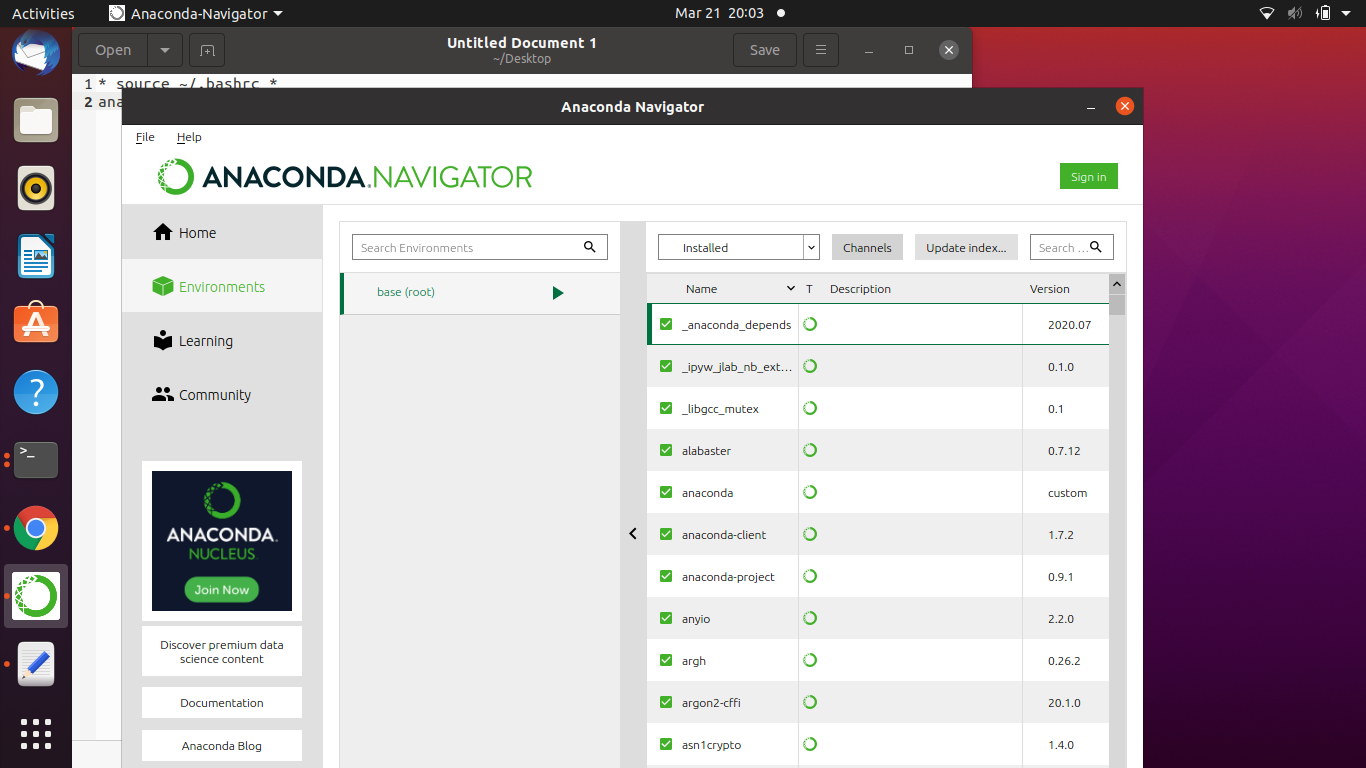 Activities Anaconda-Navigator Mar 21 20:03
Open Untitled Document 1 Save
~/Desktop
1 * source ~/.bashrc *
2 ana
Anaconda Navigator
File Help
ANACONDA.NAVIGATOR Sign in
Home
Environments
Learning
Community
ANACONDA.
NUCLEUS.
Join Now
Discover premium data
science content
Documentation
Anaconda Blog
Search Environments
base (root)
Installed Channels Update index... Search ...
Name T Description Version
_anaconda_depends 2020.07
_ipyw_jlab_nb_ext... 0.1.0
_libgcc_mutex 0.1
alabaster 0.7.12
anaconda custom
anaconda-client 1.7.2
anaconda-project 0.9.1
anyio 2.2.0
argh 0.26.2
argon2-cffi 20.1.0
asn1crypto 1.4.0